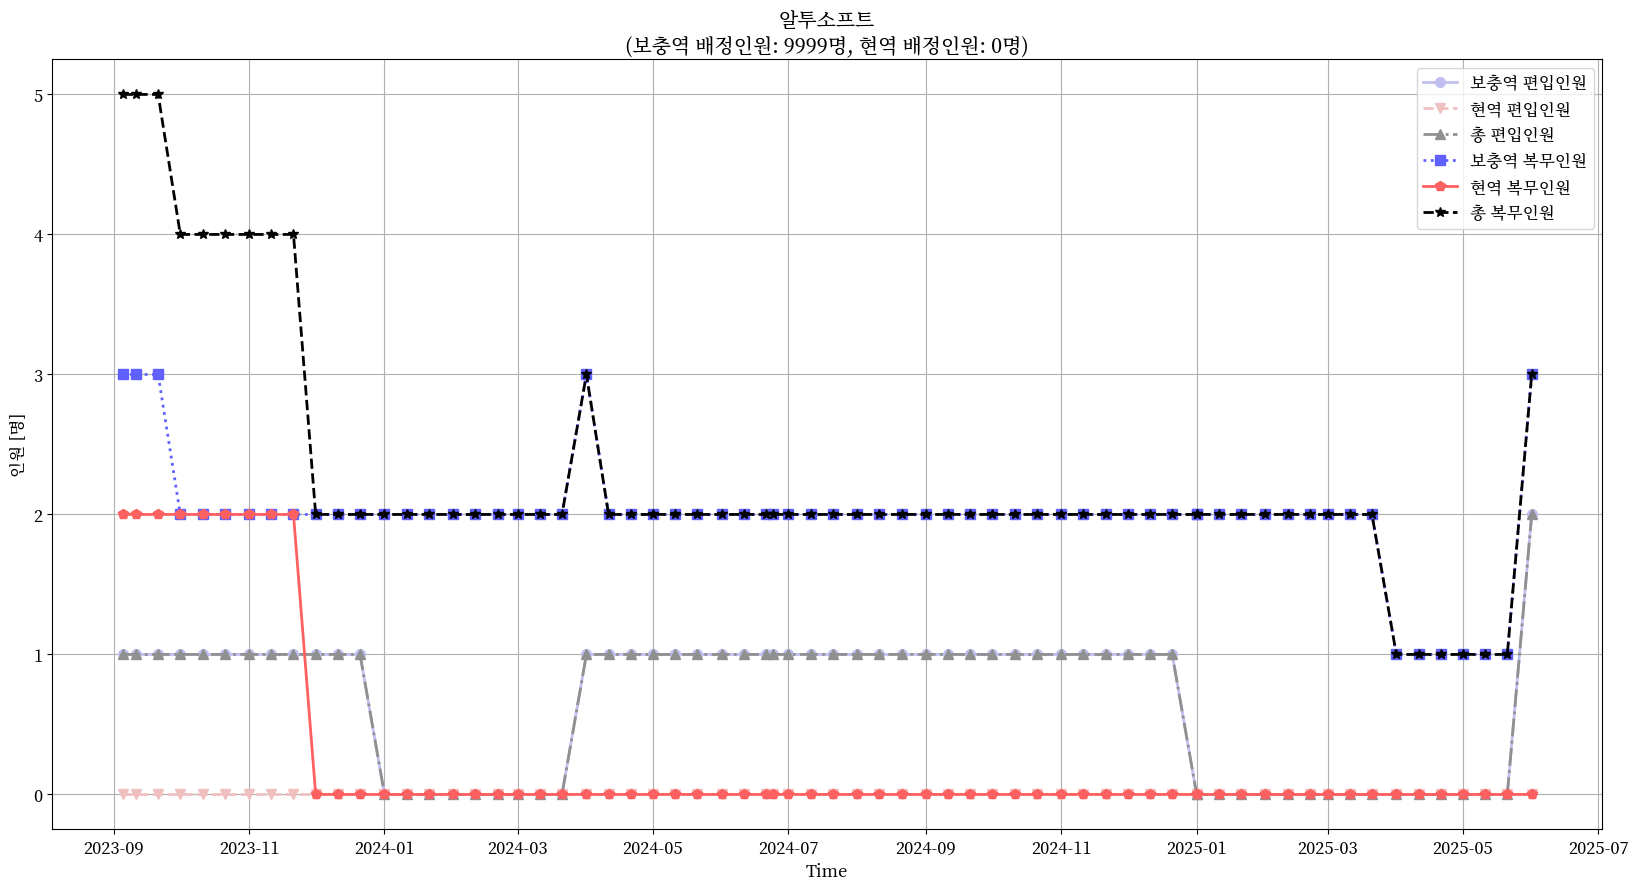 알투소프트
(보충역 배정인원: 9999명, 현역 배정인원: 0명)
보충역 편입인원
현역 편입인원
총 편입인원
보충역 복무인원
현역 복무인원
총 복무인원
인원 [명]
5
4
3
2
1
0
2023-09 2023-11 2024-01 2024-03 2024-05 2024-07 2024-09 2024-11 2025-01 2025-03 2025-05 2025-07
Time